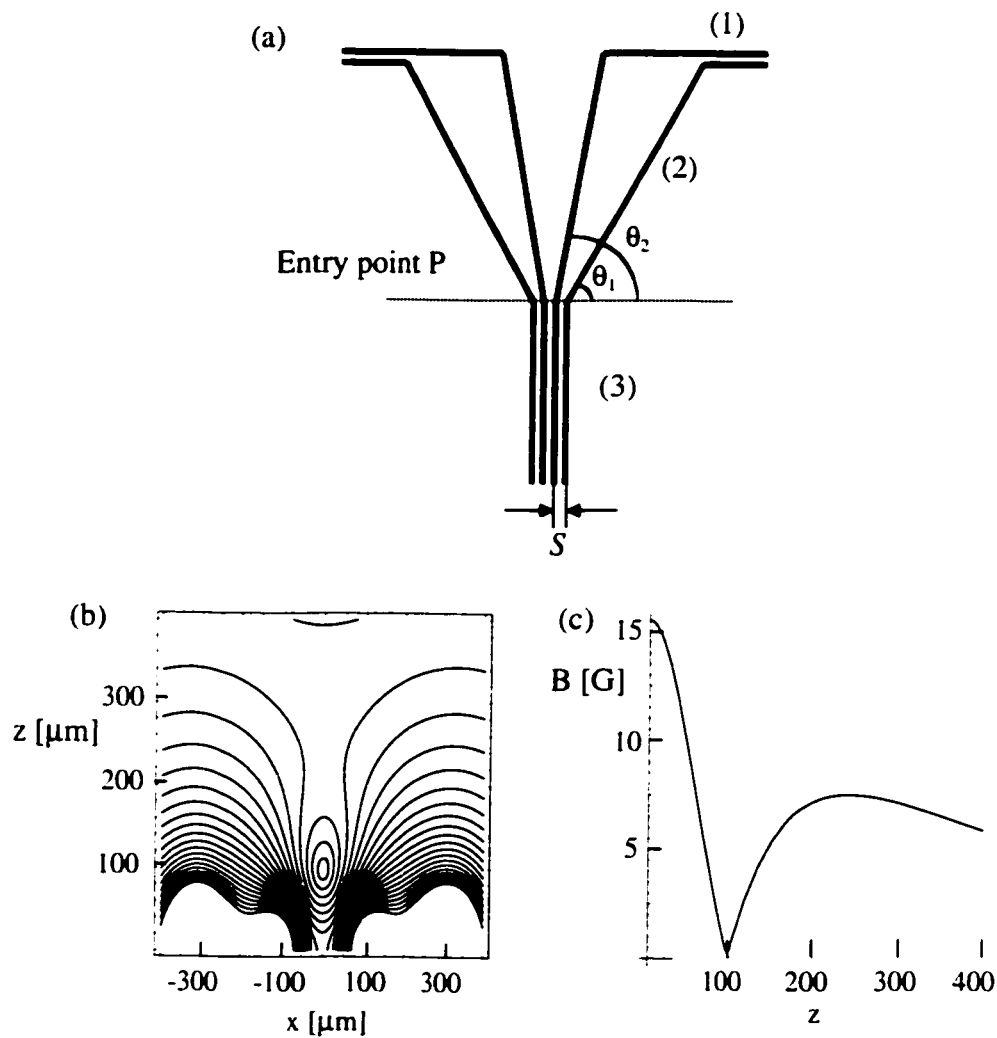 (a)
(1)
(2)
θ₂
Entry point P
θ₁
(3)
S
(b)
300
z [μm]
200
100
-300 -100 100 300
x [μm]
(c)
15
B [G]
10
5
100 200 300 400
z